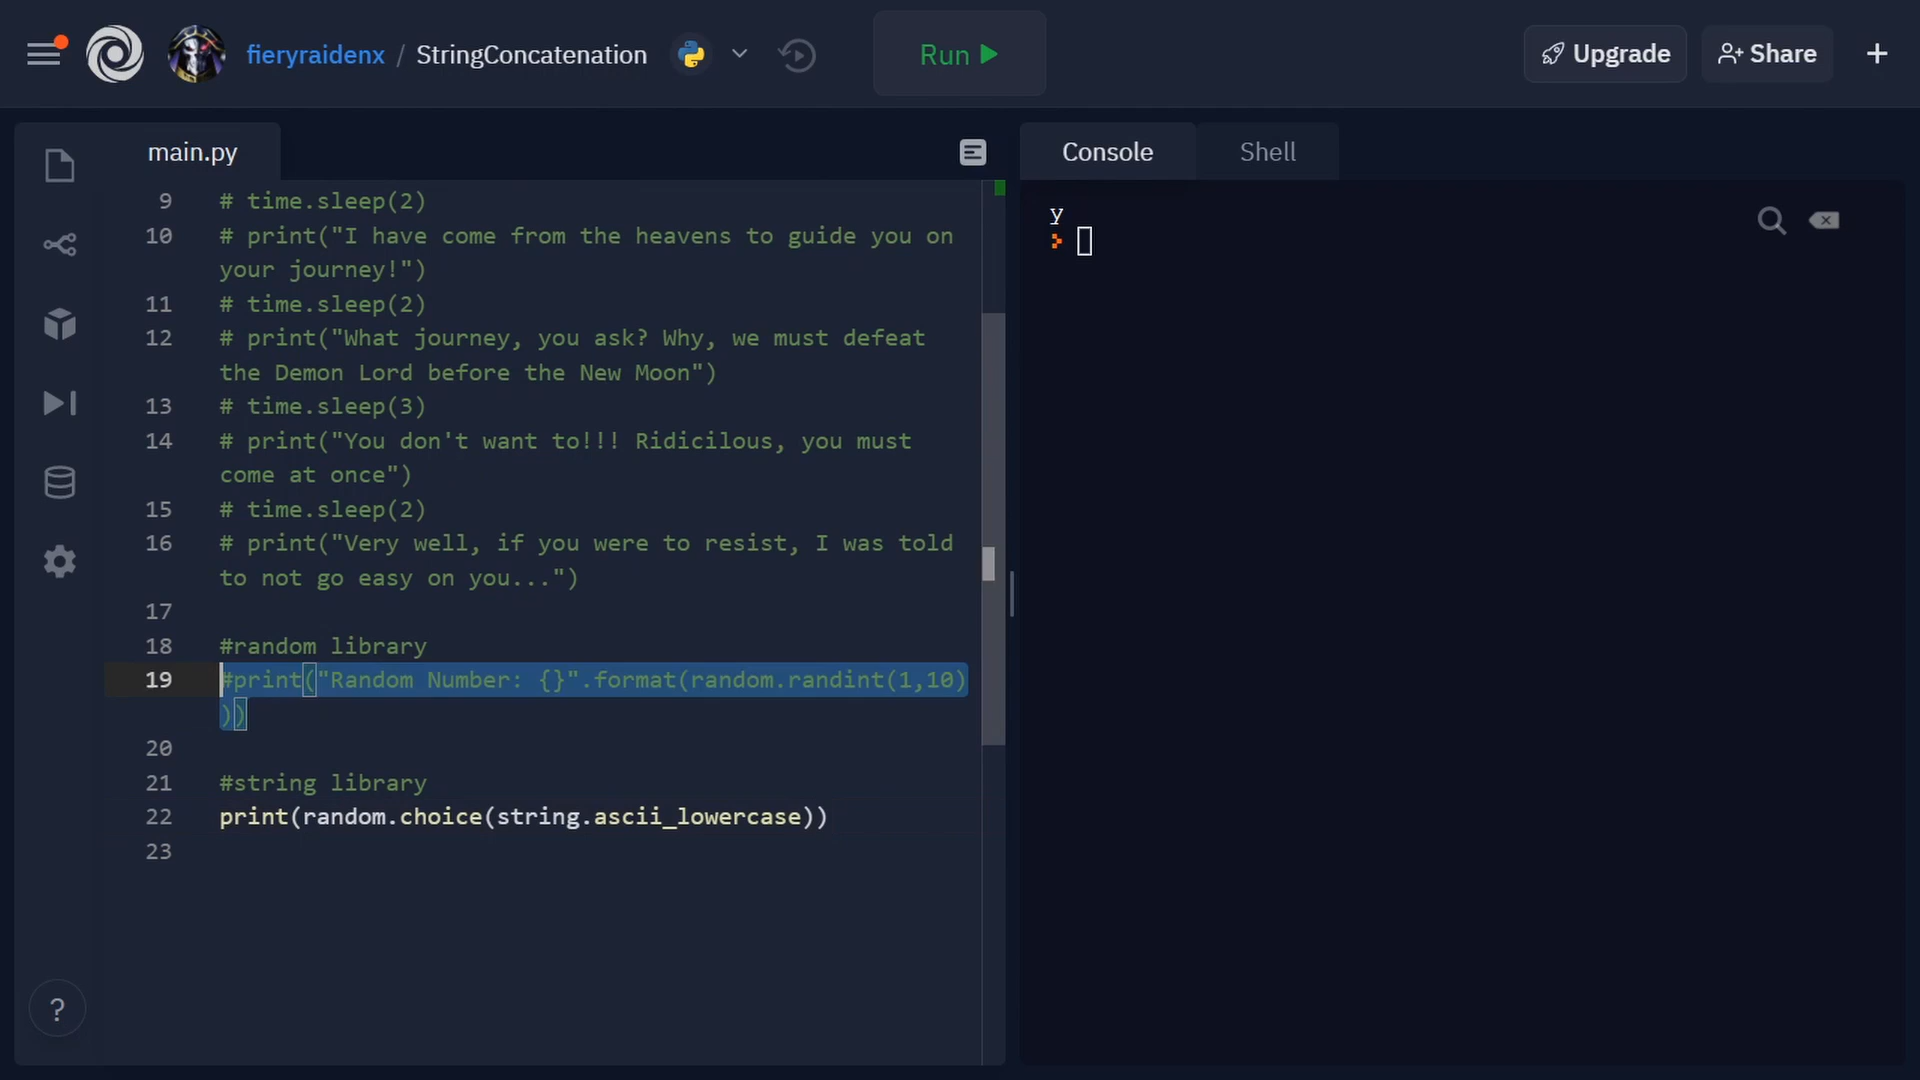 fieryraidenx / StringConcatenation
Run
Upgrade
Share
main.py
Console
Shell
9 # time.sleep(2)
10 # print("I have come from the heavens to guide you on
your journey!")
11 # time.sleep(2)
12 # print("What journey, you ask? Why, we must defeat
the Demon Lord before the New Moon")
13 # time.sleep(3)
14 # print("You don't want to!!! Ridicilous, you must
come at once")
15 # time.sleep(2)
16 # print("Very well, if you were to resist, I was told
to not go easy on you...")
17
18 #random library
19 #print("Random Number: {}".format(random.randint(1,10)
))
20
21 #string library
22 print(random.choice(string.ascii_lowercase))
23
y
?